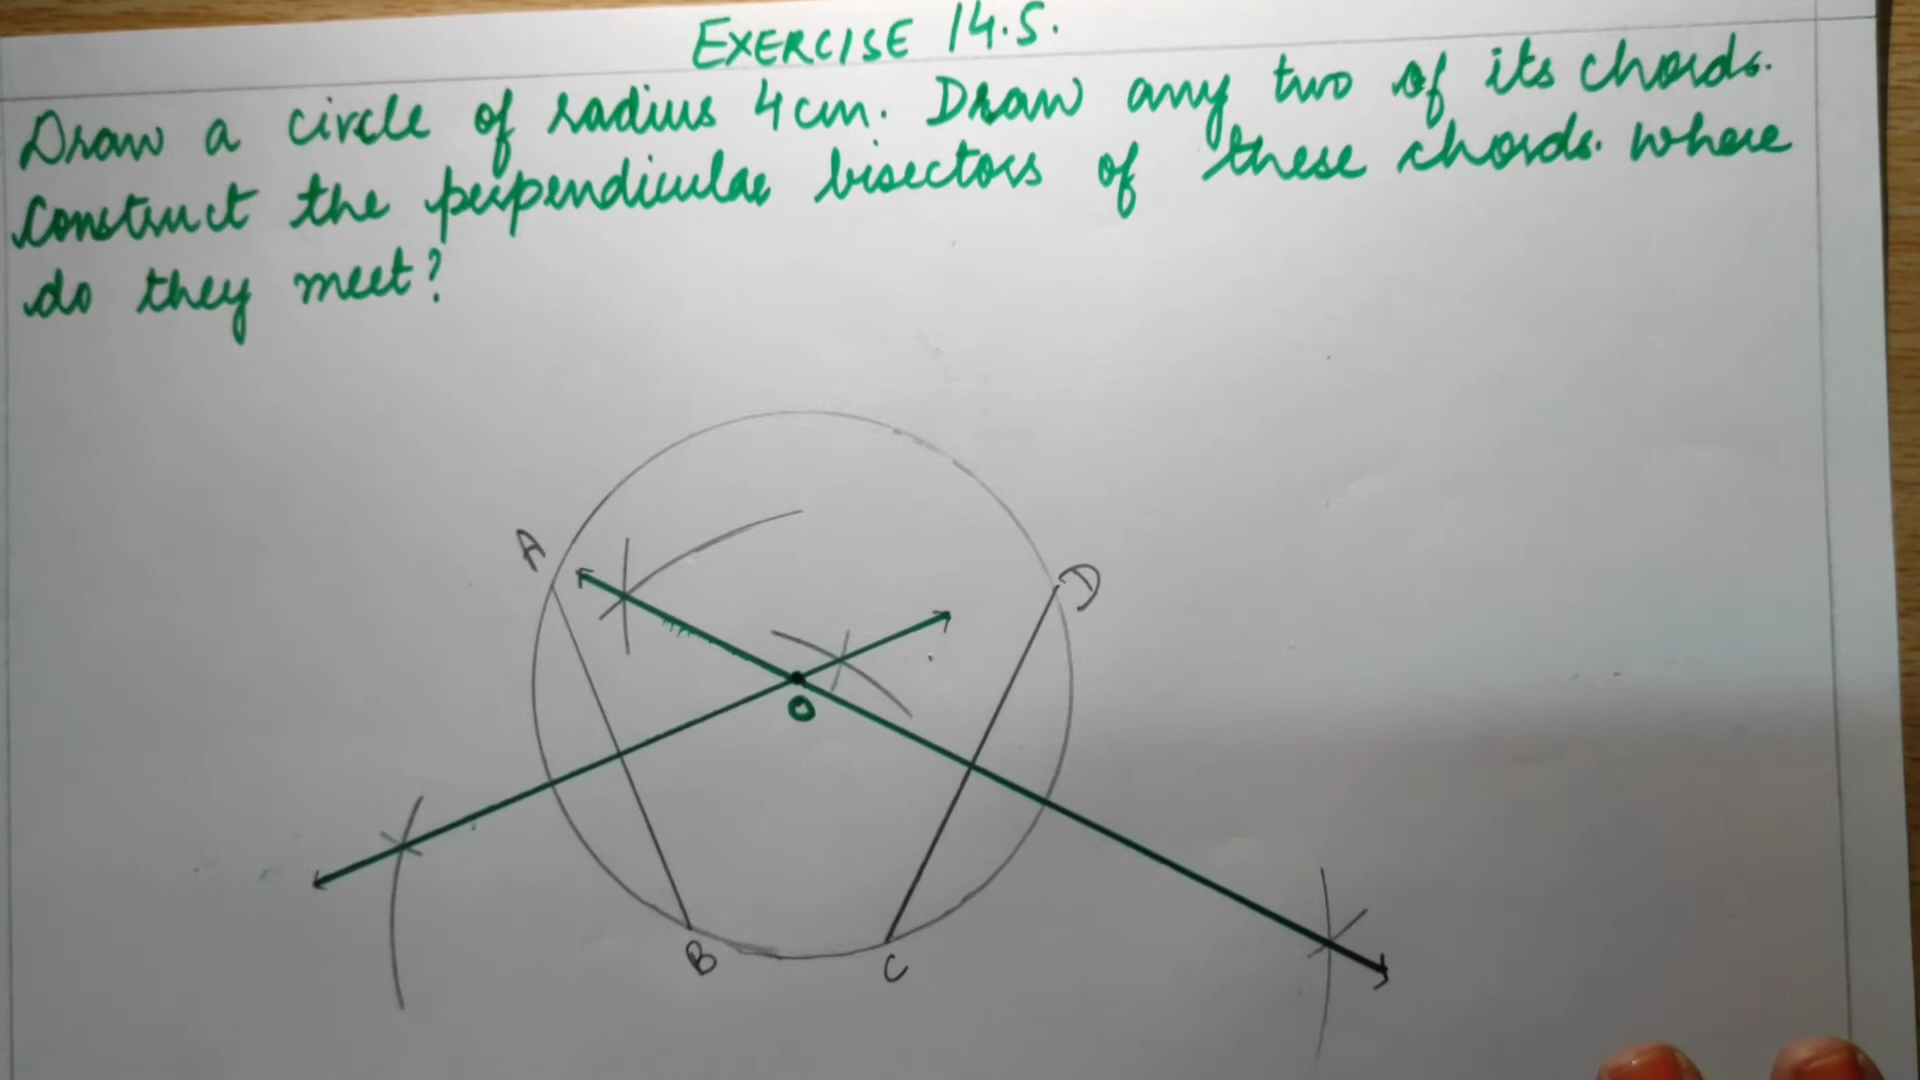 EXERCISE 14.5.
Draw a circle of radius 4cm. Draw any two of its chords.
Construct the perpendicular bisectors of these chords. where
do they meet?
A
D
O
B
C